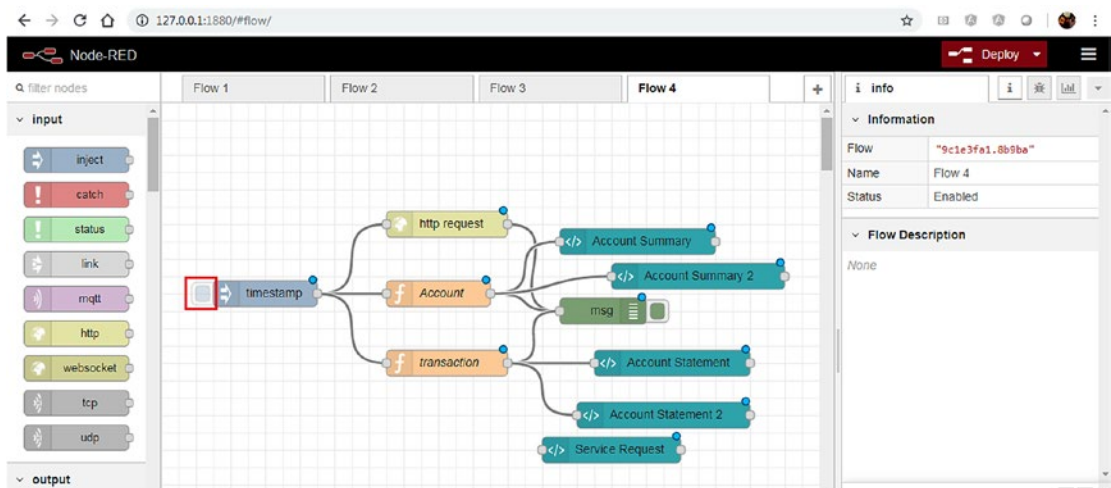 127.0.0.1:1880/#flow/
Node-RED
Deploy
filter nodes
Flow 1
Flow 2
Flow 3
Flow 4
+
i info
i
input
inject
catch
status
link
mqtt
http
websocket
tcp
udp
output
http request
</> Account Summary
</> Account Summary 2
timestamp
f Account
msg
f transaction
</> Account Statement
</> Account Statement 2
</> Service Request
Information
Flow "9c1e3fa1.8b9ba"
Name Flow 4
Status Enabled
Flow Description
None